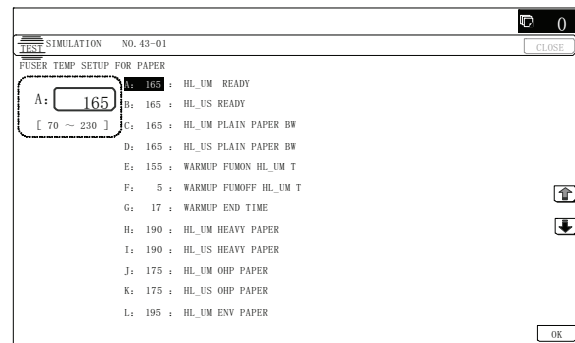 0
TEST SIMULATION NO.43-01
CLOSE
FUSER TEMP SETUP FOR PAPER
A: 165
[ 70 ～ 230 ]
A: 165 : HL_UM READY
B: 165 : HL_US READY
C: 165 : HL_UM PLAIN PAPER BW
D: 165 : HL_US PLAIN PAPER BW
E: 155 : WARMUP FUMON HL_UM T
F: 5 : WARMUP FUMOFF HL_UM T
G: 17 : WARMUP END TIME
H: 190 : HL_UM HEAVY PAPER
I: 190 : HL_US HEAVY PAPER
J: 175 : HL_UM OHP PAPER
K: 175 : HL_US OHP PAPER
L: 195 : HL_UM ENV PAPER
OK